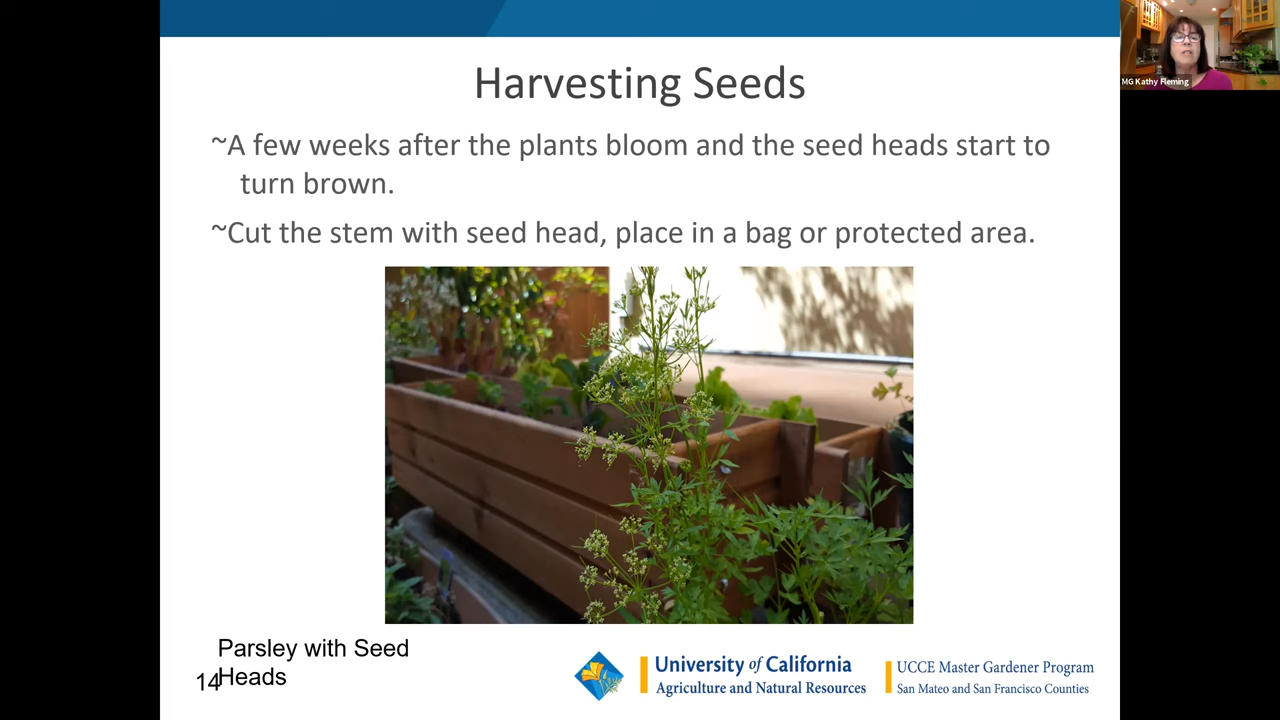 Harvesting Seeds
~A few weeks after the plants bloom and the seed heads start to
turn brown.
~Cut the stem with seed head, place in a bag or protected area.
MG Kathy Fleming
Parsley with Seed
Heads
14
University of California
Agriculture and Natural Resources
UCCE Master Gardener Program
San Mateo and San Francisco Counties